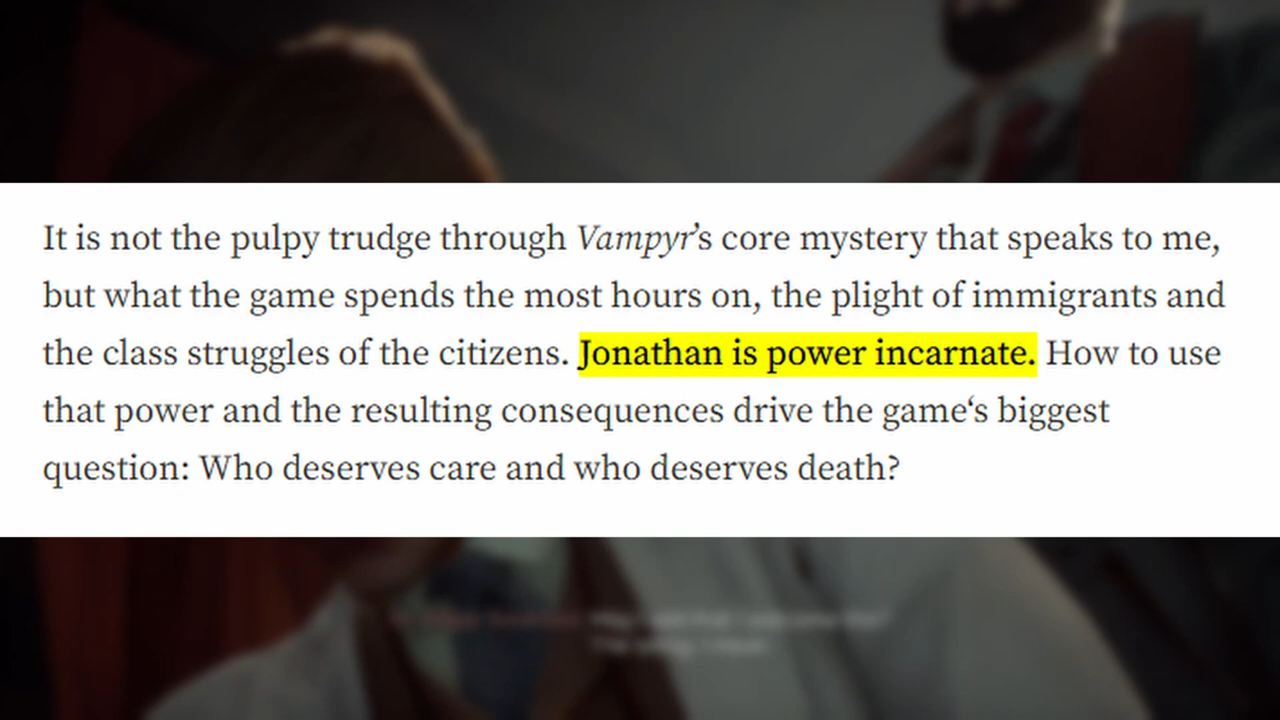 It is not the pulpy trudge through Vampyr’s core mystery that speaks to me,
but what the game spends the most hours on, the plight of immigrants and
the class struggles of the citizens. Jonathan is power incarnate. How to use
that power and the resulting consequences drive the game‘s biggest
question: Who deserves care and who deserves death?